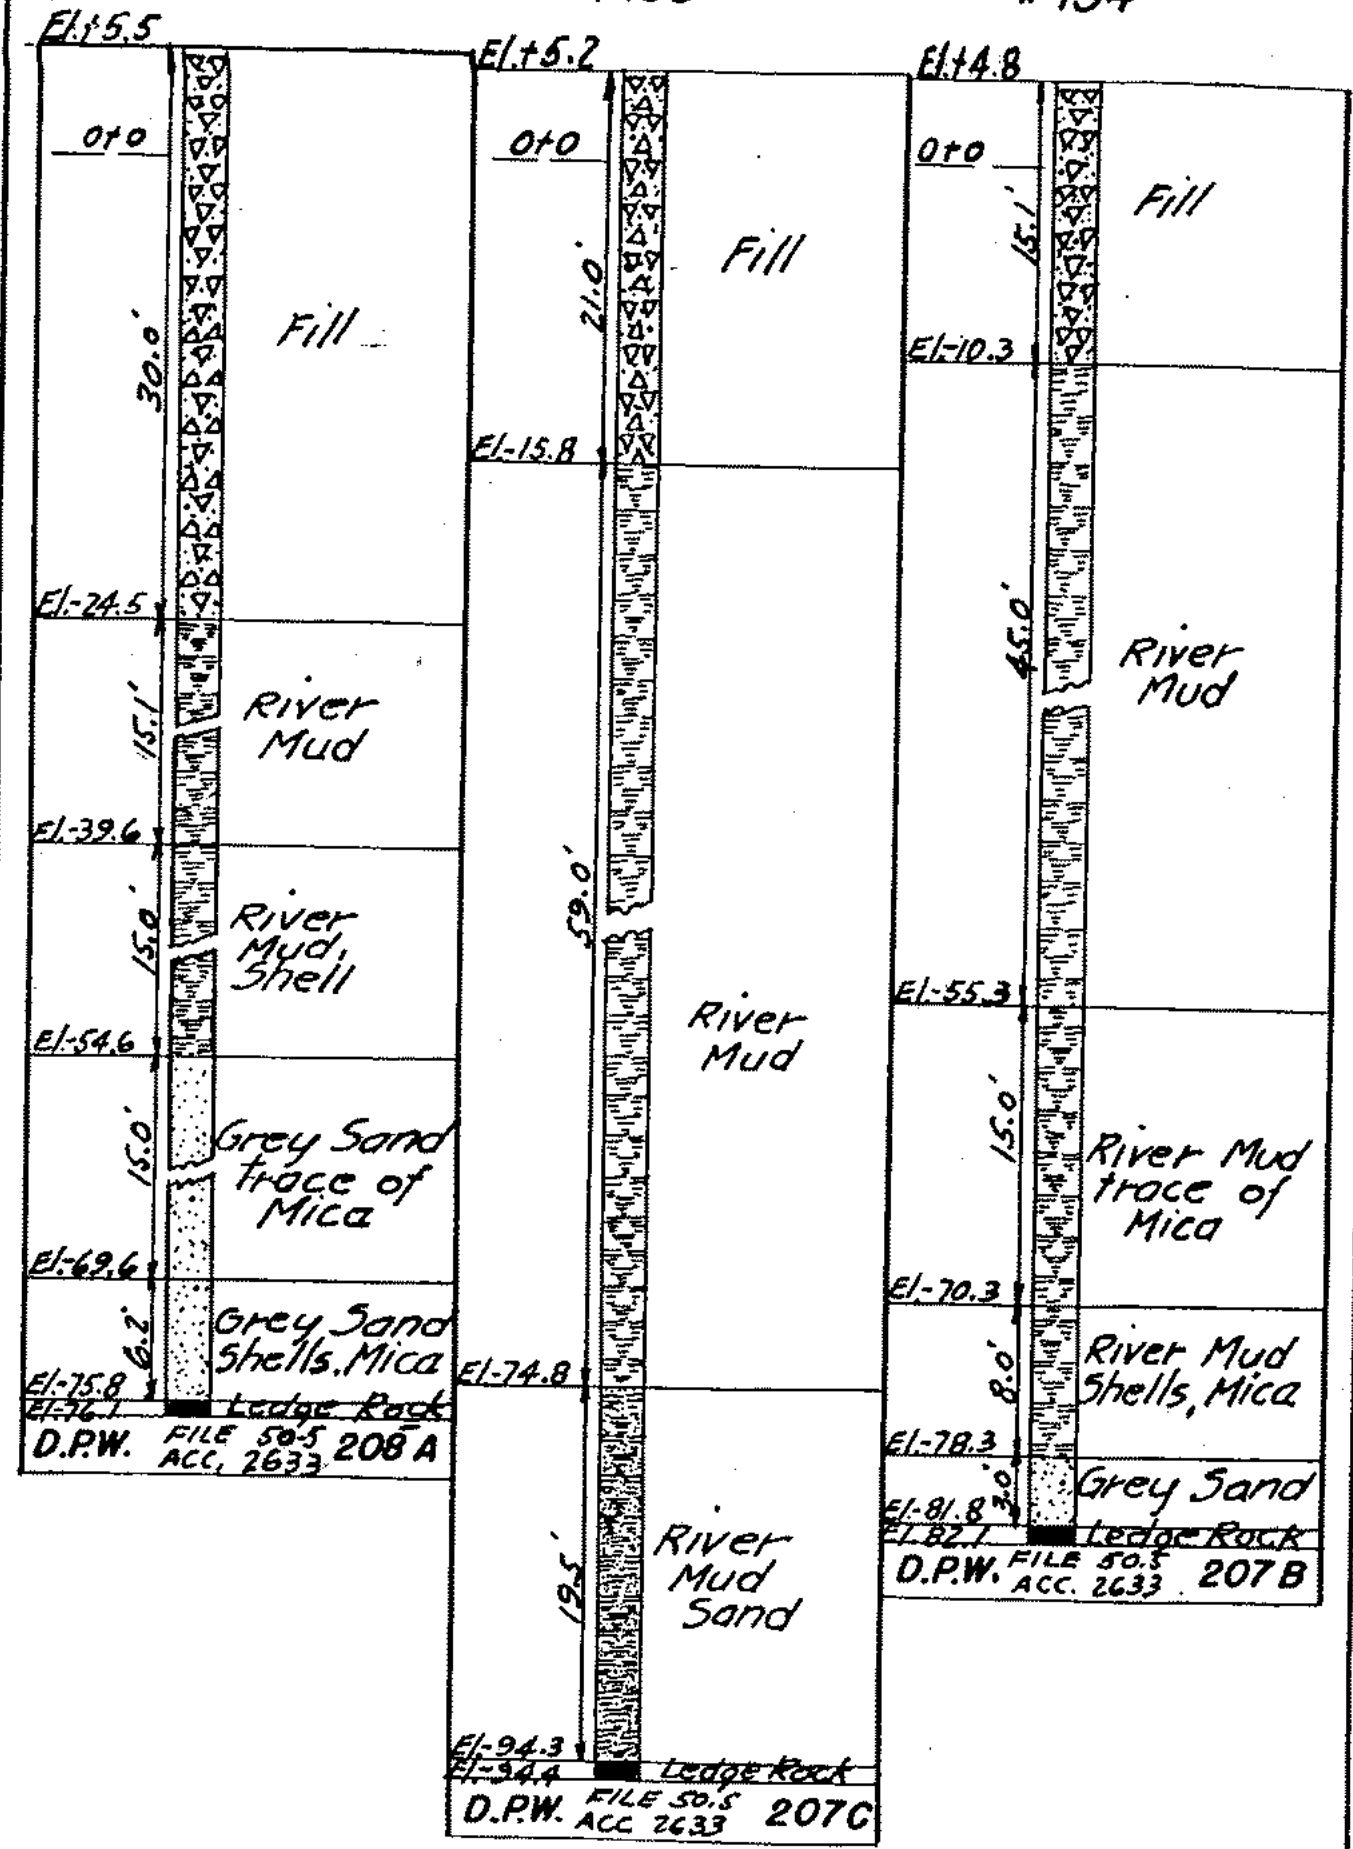 El.+5.5
0±0
30.0'
Fill
El.-24.5
15.1'
River
Mud
El.-39.6
15.0'
River
Mud,
Shell
El.-54.6
15.0'
Grey Sand
trace of
Mica
El.-69.6
6.2'
Grey Sand
Shells, Mica
El.-75.8
El.-76.1
Ledge Rock
D.P.W. FILE 50-5 208 A
ACC. 2633
El.+5.2
0±0
21.0'
Fill
El.-15.8
59.0'
River
Mud
El.-74.8
19.5'
River
Mud
Sand
El.-94.3
El.-94.4
Ledge Rock
D.P.W. FILE 50.5 207C
ACC 2633
El.+4.8
0±0
15.1'
Fill
El.-10.3
45.0'
River
Mud
El.-55.3
15.0'
River Mud
trace of
Mica
El.-70.3
8.0'
River Mud
Shells, Mica
El.-78.3
3.0'
Grey Sand
El.-81.8
El.-82.1
Ledge Rock
D.P.W. FILE 50.5 207B
ACC. 2633